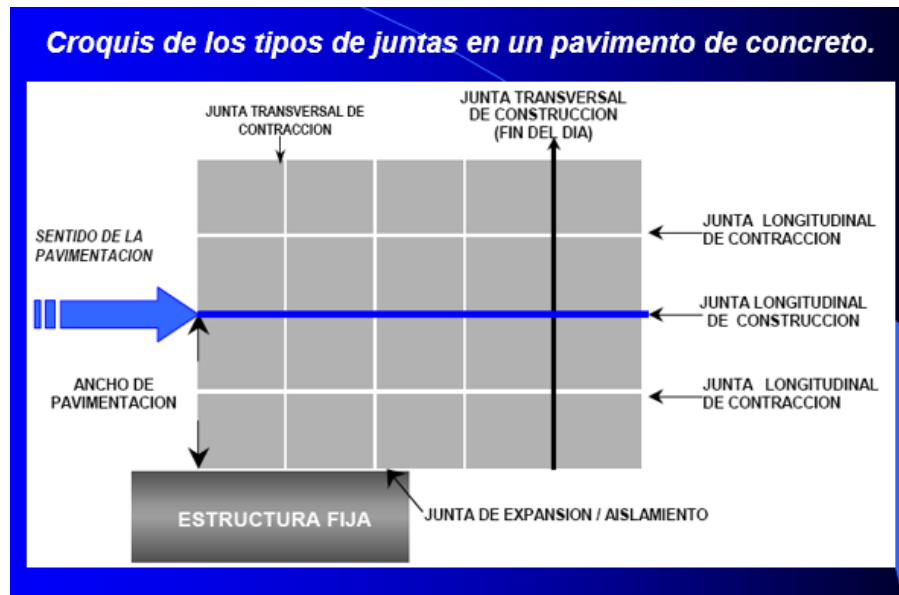 Croquis de los tipos de juntas en un pavimento de concreto.
JUNTA TRANSVERSAL DE
CONTRACCION
JUNTA TRANSVERSAL
DE CONSTRUCCION
(FIN DEL DIA)
SENTIDO DE LA
PAVIMENTACION
JUNTA LONGITUDINAL
DE CONTRACCION
JUNTA LONGITUDINAL
DE CONSTRUCCION
ANCHO DE
PAVIMENTACION
JUNTA LONGITUDINAL
DE CONTRACCION
ESTRUCTURA FIJA
JUNTA DE EXPANSION / AISLAMIENTO